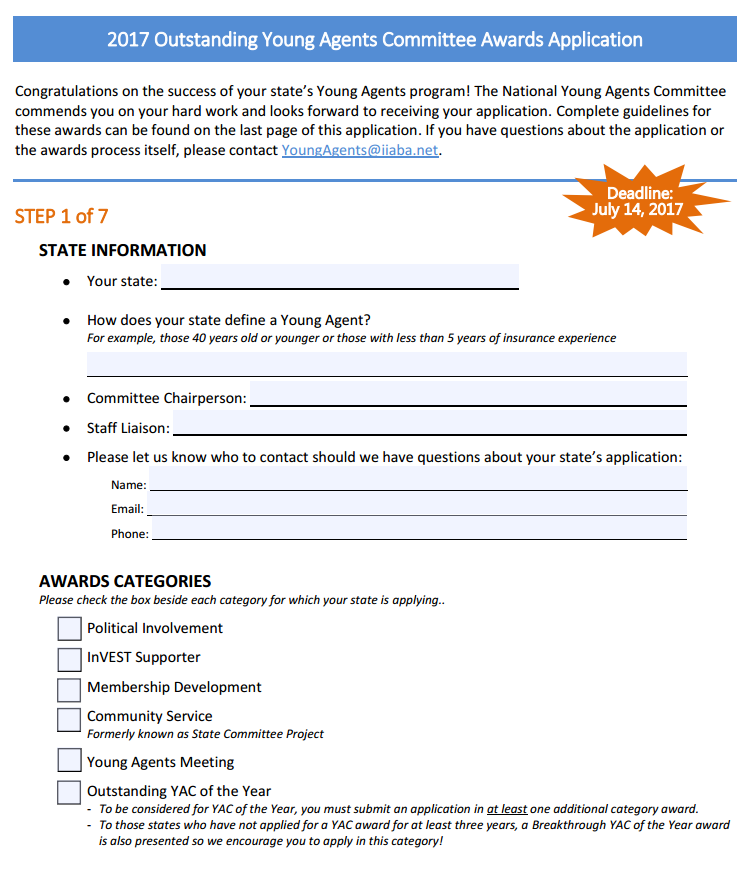 2017 Outstanding Young Agents Committee Awards Application
Congratulations on the success of your state's Young Agents program! The National Young Agents Committee
commends you on your hard work and looks forward to receiving your application. Complete guidelines for
these awards can be found on the last page of this application. If you have questions about the application or
the awards process itself, please contact YoungAgents@iiaba.net.
Deadline:
July 14, 2017
STEP 1 of 7
STATE INFORMATION
● Your state:
● How does your state define a Young Agent?
For example, those 40 years old or younger or those with less than 5 years of insurance experience
● Committee Chairperson:
● Staff Liaison:
● Please let us know who to contact should we have questions about your state's application:
Name:
Email:
Phone:
AWARDS CATEGORIES
Please check the box beside each category for which your state is applying..
Political Involvement
InVEST Supporter
Membership Development
Community Service
Formerly known as State Committee Project
Young Agents Meeting
Outstanding YAC of the Year
- To be considered for YAC of the Year, you must submit an application in at least one additional category award.
- To those states who have not applied for a YAC award for at least three years, a Breakthrough YAC of the Year award
is also presented so we encourage you to apply in this category!